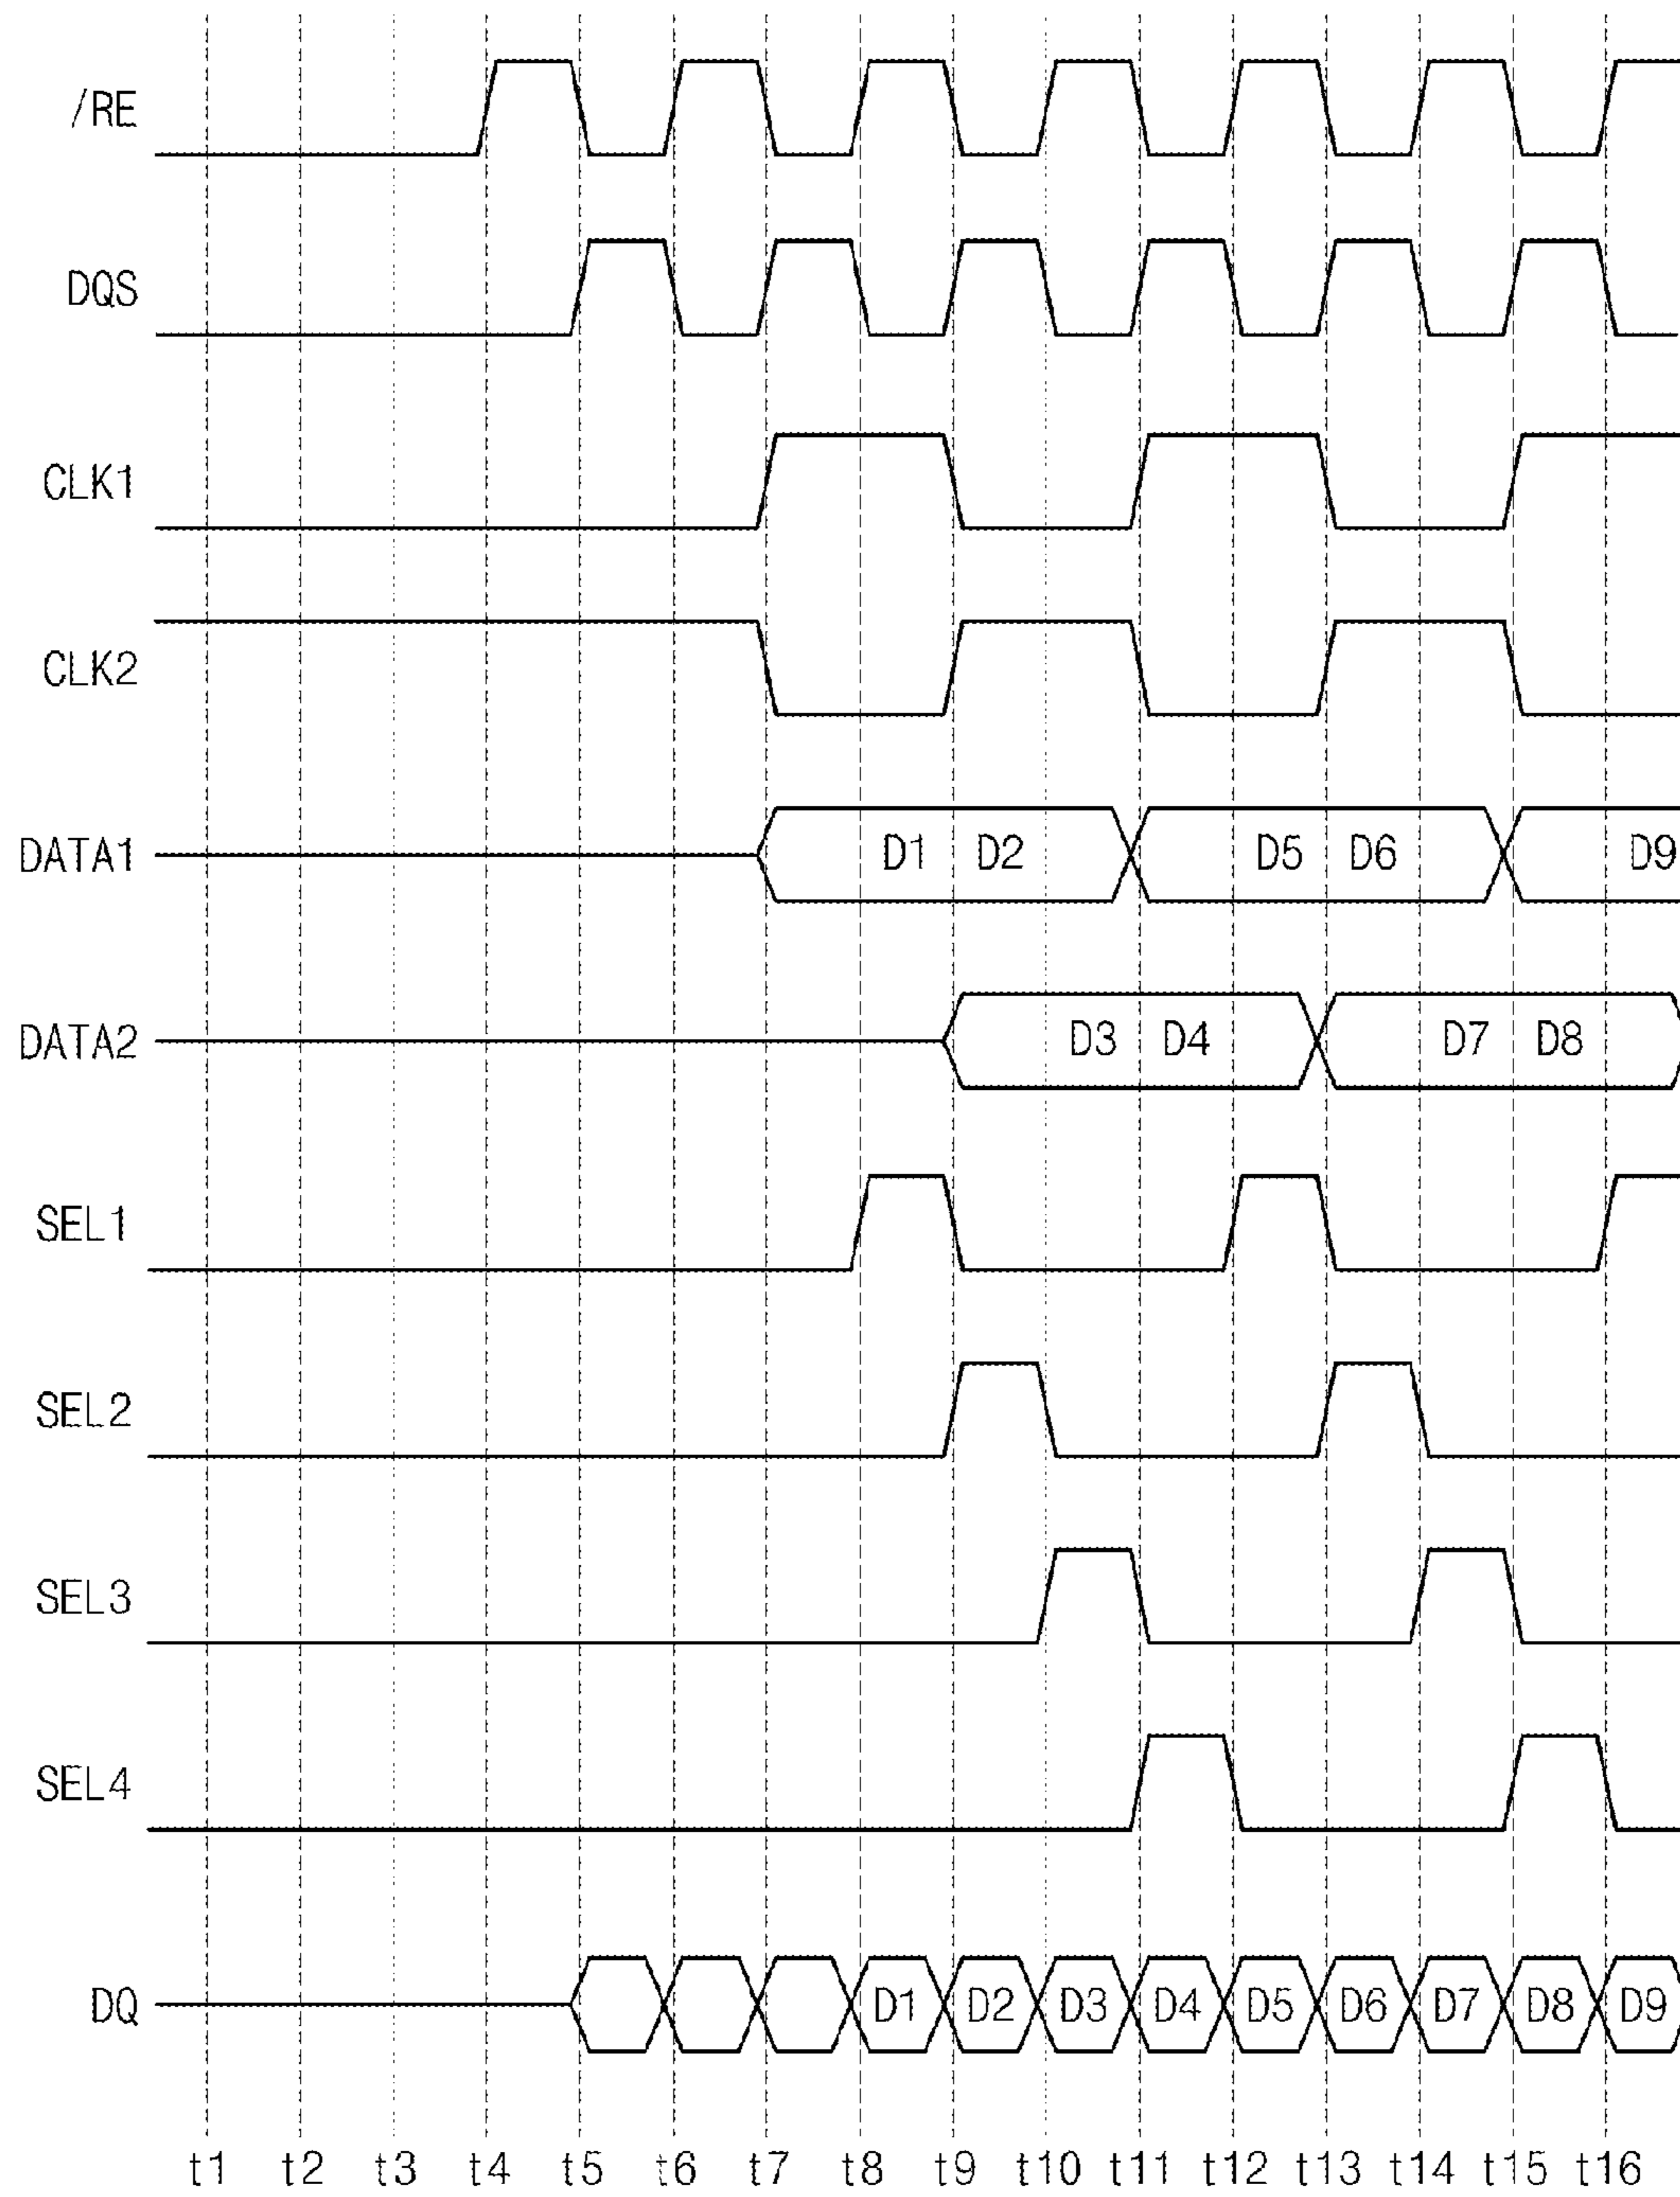 /RE
DQS
CLK1
CLK2
DATA1 D1 D2 D5 D6 D9
DATA2 D3 D4 D7 D8
SEL1
SEL2
SEL3
SEL4
DQ D1 D2 D3 D4 D5 D6 D7 D8 D9
t1 t2 t3 t4 t5 t6 t7 t8 t9 t10 t11 t12 t13 t14 t15 t16